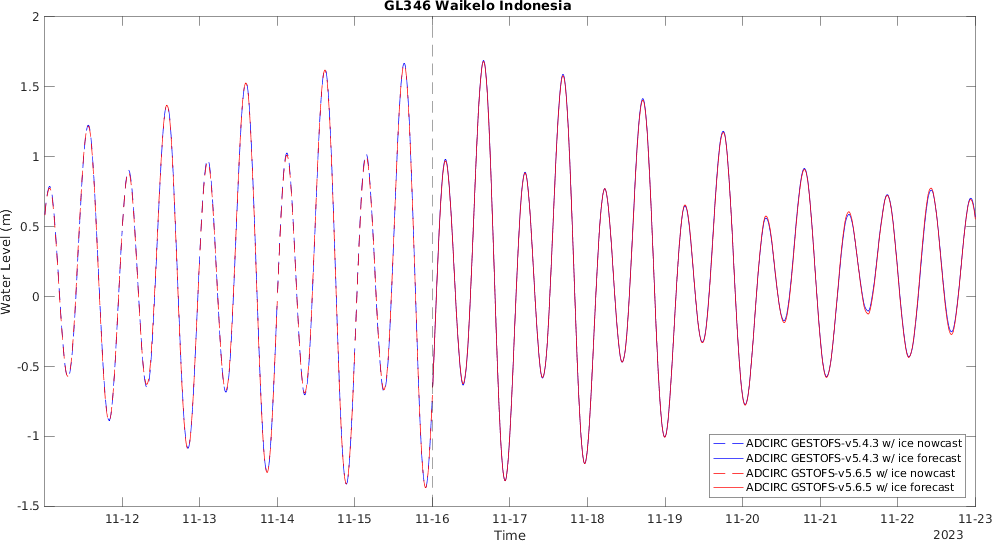 GL346 Waikelo Indonesia
2
1.5
1
0.5
0
-0.5
-1
-1.5
Water Level (m)
ADCIRC GESTOFS-v5.4.3 w/ ice nowcast
ADCIRC GESTOFS-v5.4.3 w/ ice forecast
ADCIRC GSTOFS-v5.6.5 w/ ice nowcast
ADCIRC GSTOFS-v5.6.5 w/ ice forecast
11-12 11-13 11-14 11-15 11-16 11-17 11-18 11-19 11-20 11-21 11-22 11-23
Time
2023